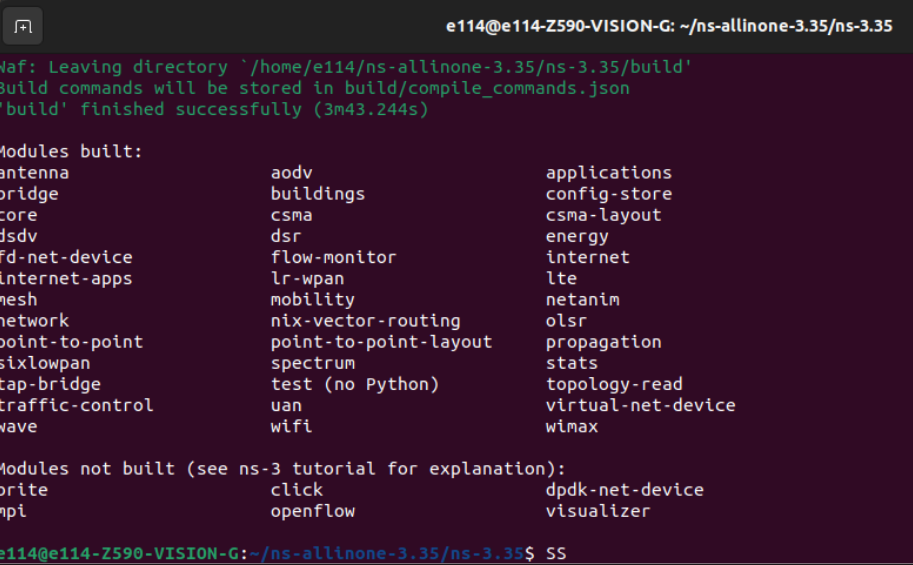 e114@e114-Z590-VISION-G: ~/ns-allinone-3.35/ns-3.35
Waf: Leaving directory `/home/e114/ns-allinone-3.35/ns-3.35/build'
Build commands will be stored in build/compile_commands.json
'build' finished successfully (3m43.244s)
Modules built:
antenna aodv applications
bridge buildings config-store
core csma csma-layout
dsdv dsr energy
fd-net-device flow-monitor internet
internet-apps lr-wpan lte
mesh mobility netanim
network nix-vector-routing olsr
point-to-point point-to-point-layout propagation
sixlowpan spectrum stats
tap-bridge test (no Python) topology-read
traffic-control uan virtual-net-device
wave wifi wimax
Modules not built (see ns-3 tutorial for explanation):
brite click dpdk-net-device
mpi openflow visualizer
e114@e114-Z590-VISION-G:~/ns-allinone-3.35/ns-3.35$ SS